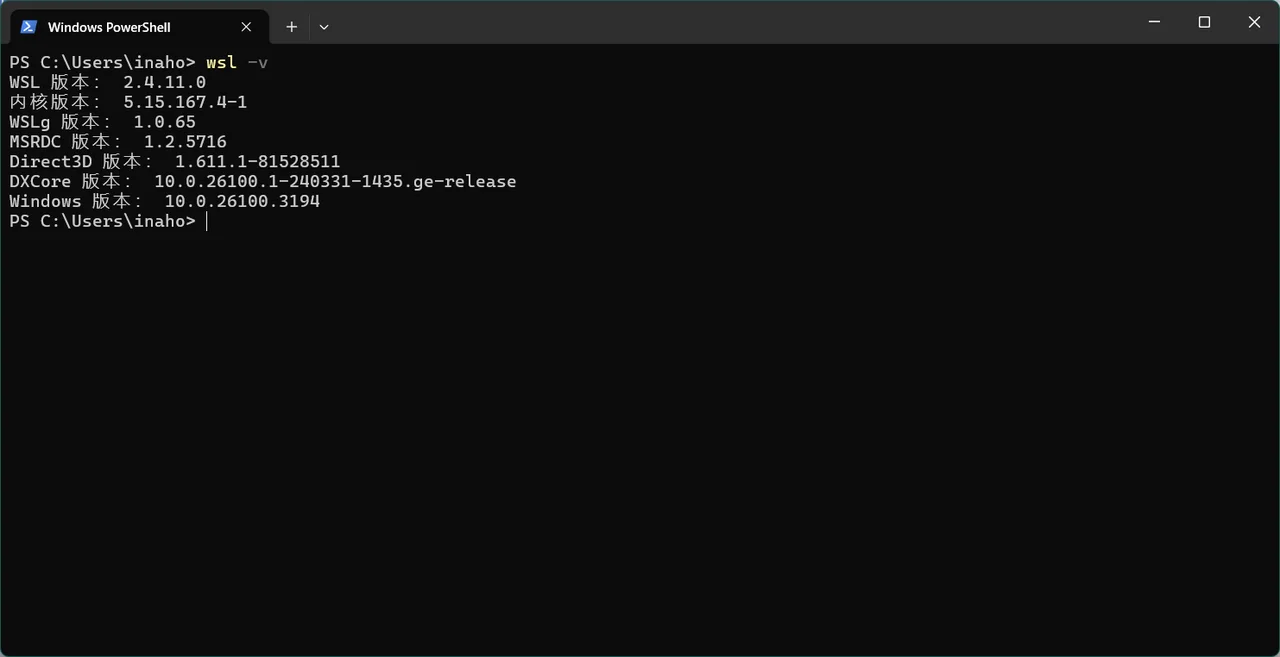 Windows PowerShell
PS C:\Users\inaho> wsl -v
WSL 版本： 2.4.11.0
内核版本： 5.15.167.4-1
WSLg 版本： 1.0.65
MSRDC 版本： 1.2.5716
Direct3D 版本： 1.611.1-81528511
DXCore 版本： 10.0.26100.1-240331-1435.ge-release
Windows 版本： 10.0.26100.3194
PS C:\Users\inaho>